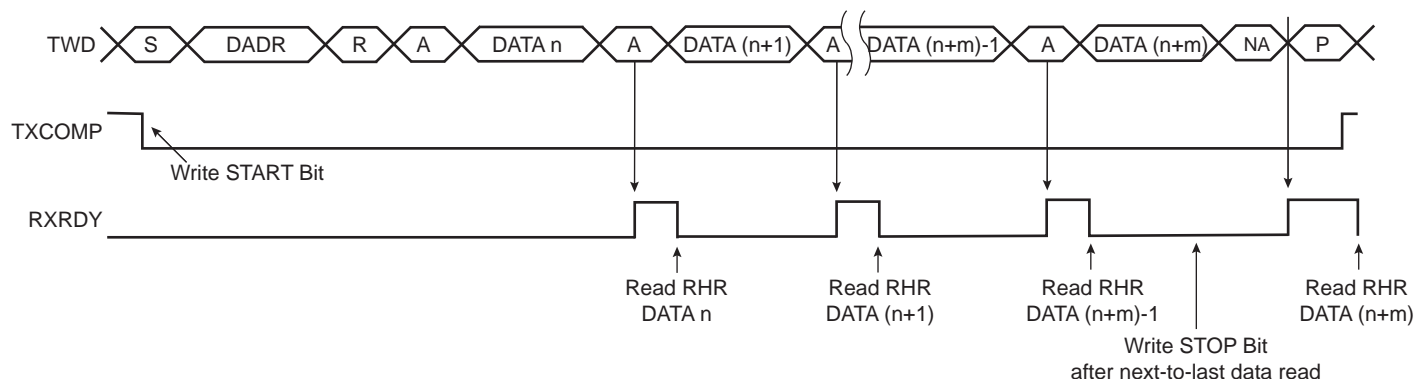 TWD S DADR R A DATA n A DATA (n+1) A DATA (n+m)-1 A DATA (n+m) NA P
TXCOMP
Write START Bit
RXRDY
Read RHR
DATA n
Read RHR
DATA (n+1)
Read RHR
DATA (n+m)-1
Read RHR
DATA (n+m)
Write STOP Bit
after next-to-last data read